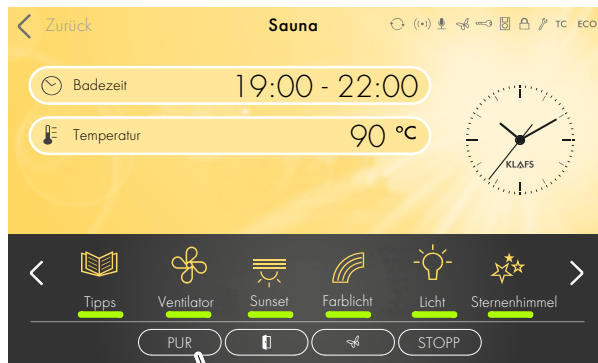 Zurück
Sauna
TC ECO
Badezeit 19:00 - 22:00
Temperatur 90 °C
KLAFS
Tipps Ventilator Sunset Farblicht Licht Sternenhimmel
PUR STOPP